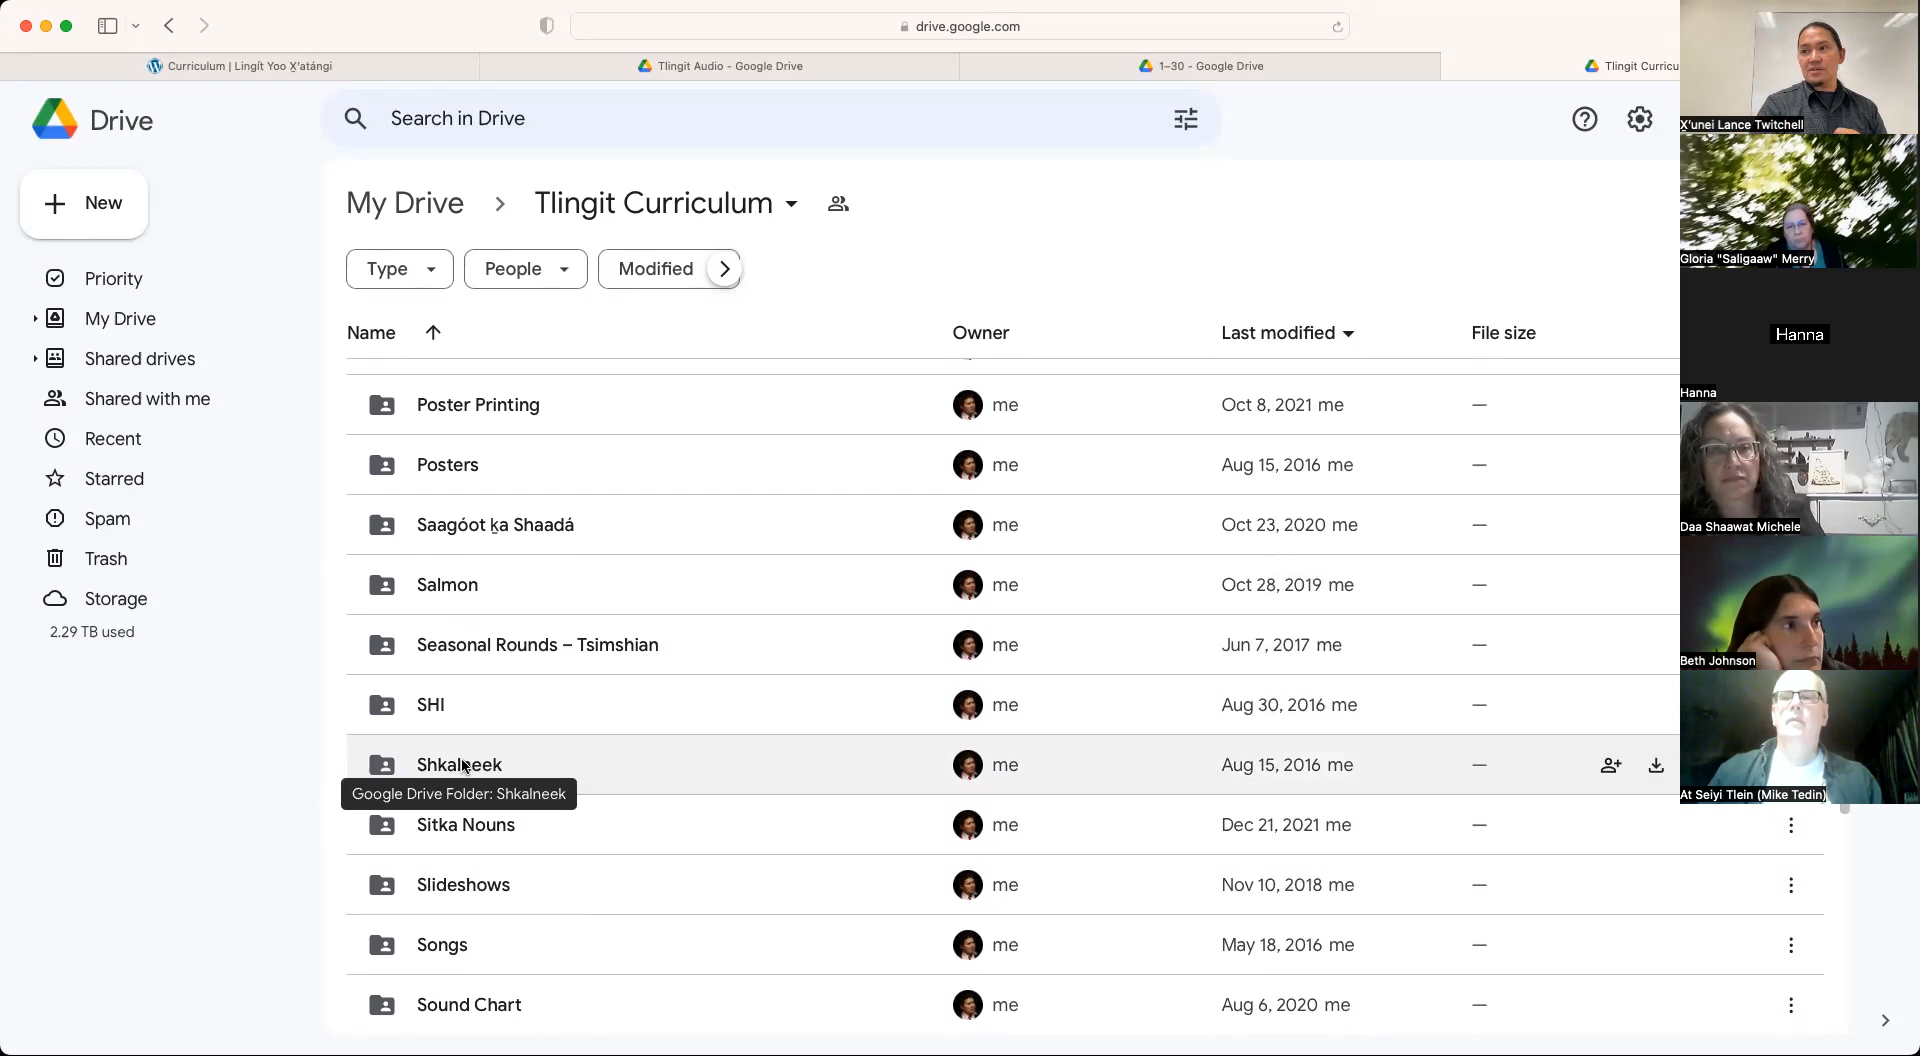 drive.google.com
Curriculum | Lingít Yoo X̱ʼatángi
Tlingit Audio - Google Drive
1–30 - Google Drive
Tlingit Curricu
Drive
Search in Drive
New
My Drive
Tlingit Curriculum
Type
People
Modified
Priority
My Drive
Shared drives
Shared with me
Recent
Starred
Spam
Trash
Storage
2.29 TB used
Name Owner Last modified File size
Poster Printing me Oct 8, 2021 me —
Posters me Aug 15, 2016 me —
Saagóot ḵa Shaadá me Oct 23, 2020 me —
Salmon me Oct 28, 2019 me —
Seasonal Rounds – Tsimshian me Jun 7, 2017 me —
SHI me Aug 30, 2016 me —
Shkalneek me Aug 15, 2016 me —
Google Drive Folder: Shkalneek
Sitka Nouns me Dec 21, 2021 me —
Slideshows me Nov 10, 2018 me —
Songs me May 18, 2016 me —
Sound Chart me Aug 6, 2020 me —
X̱ʼunei Lance Twitchell
Gloria "Saligaaw" Merry
Hanna
Hanna
Daa Shaawat Michele
Beth Johnson
At Seiyi Tlein (Mike Tedin)